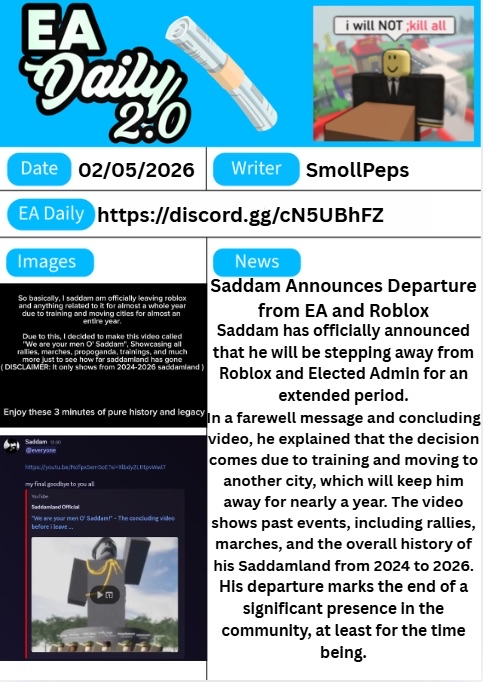 EA
Daily
2.0
i will NOT ;kill all
Date
02/05/2026
Writer
SmollPeps
EA Daily
https://discord.gg/cN5UBhFZ
Images
So basically, I saddam am officially leaving roblox
and anything related to it for almost a whole year
due to training and moving cities for almost an
entire year.
Due to this, I decided to make this video called
"We are your men O' Saddam", Showcasing all
rallies, marches, propoganda, trainings, and much
more just to see how far saddamland has gone
( DISCLAIMER: It only shows from 2024-2026 saddamland )
Enjoy these 3 minutes of pure history and legacy
Saddam
@everyone
my final goodbye to you all
YouTube
Saddamland Official
"We are your men O' Saddam!" - The concluding video
before i leave ...
News
Saddam Announces Departure
from EA and Roblox
Saddam has officially announced
that he will be stepping away from
Roblox and Elected Admin for an
extended period.
In a farewell message and concluding
video, he explained that the decision
comes due to training and moving to
another city, which will keep him
away for nearly a year. The video
shows past events, including rallies,
marches, and the overall history of
his Saddamland from 2024 to 2026.
His departure marks the end of a
significant presence in the
community, at least for the time
being.